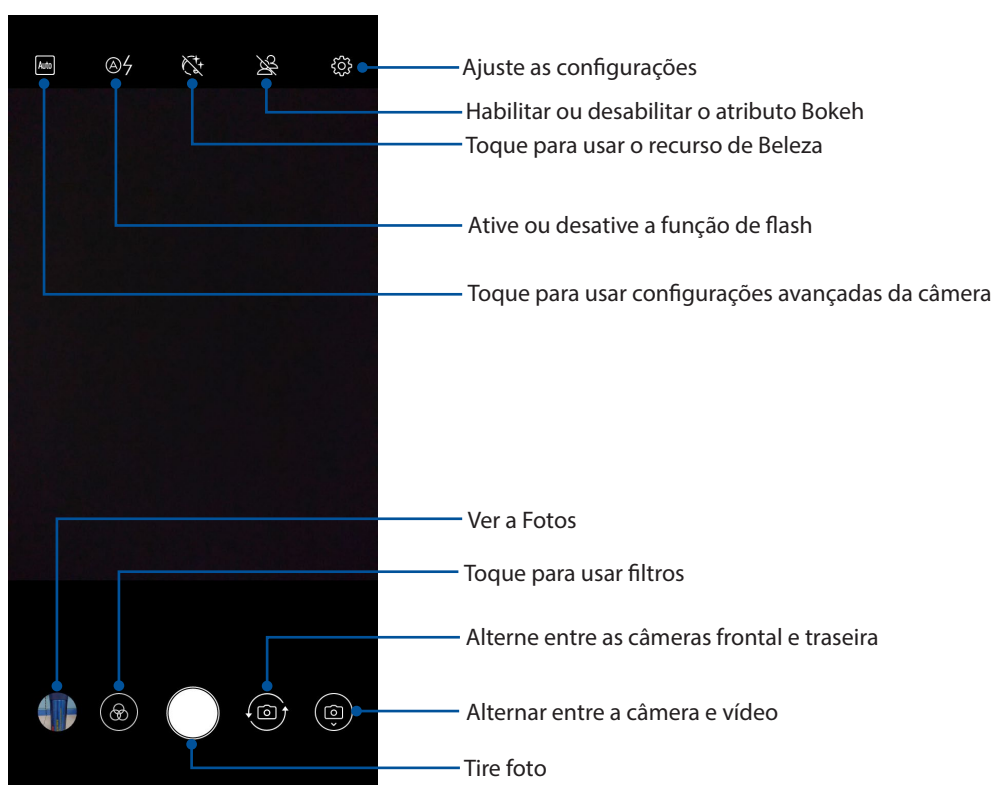 Auto
A
Ajuste as configurações
Habilitar ou desabilitar o atributo Bokeh
Toque para usar o recurso de Beleza
Ative ou desative a função de flash
Toque para usar configurações avançadas da câmera
Ver a Fotos
Toque para usar filtros
Alterne entre as câmeras frontal e traseira
Alternar entre a câmera e vídeo
Tire foto